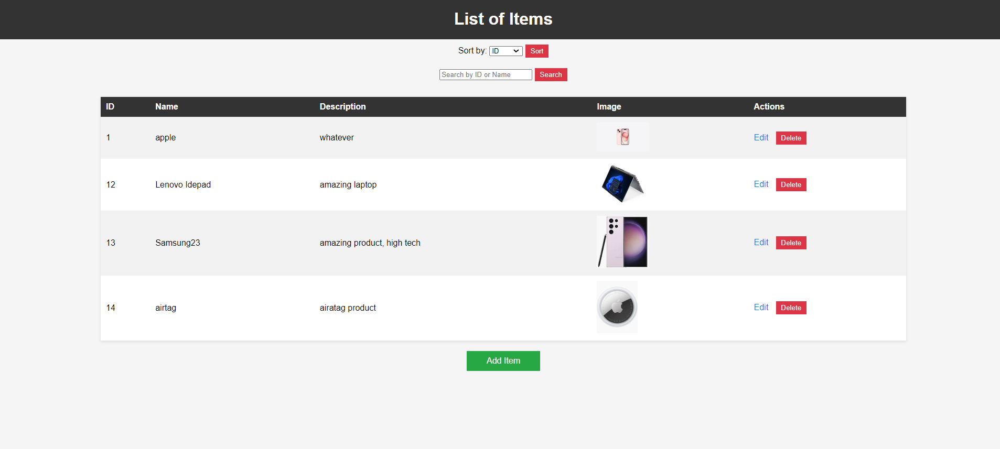 List of Items
Sort by: ID Sort
Search by ID or Name Search
ID Name Description Image Actions
1 apple whatever Edit Delete
12 Lenovo Idepad amazing laptop Edit Delete
13 Samsung23 amazing product, high tech Edit Delete
14 airtag airatag product Edit Delete
Add Item